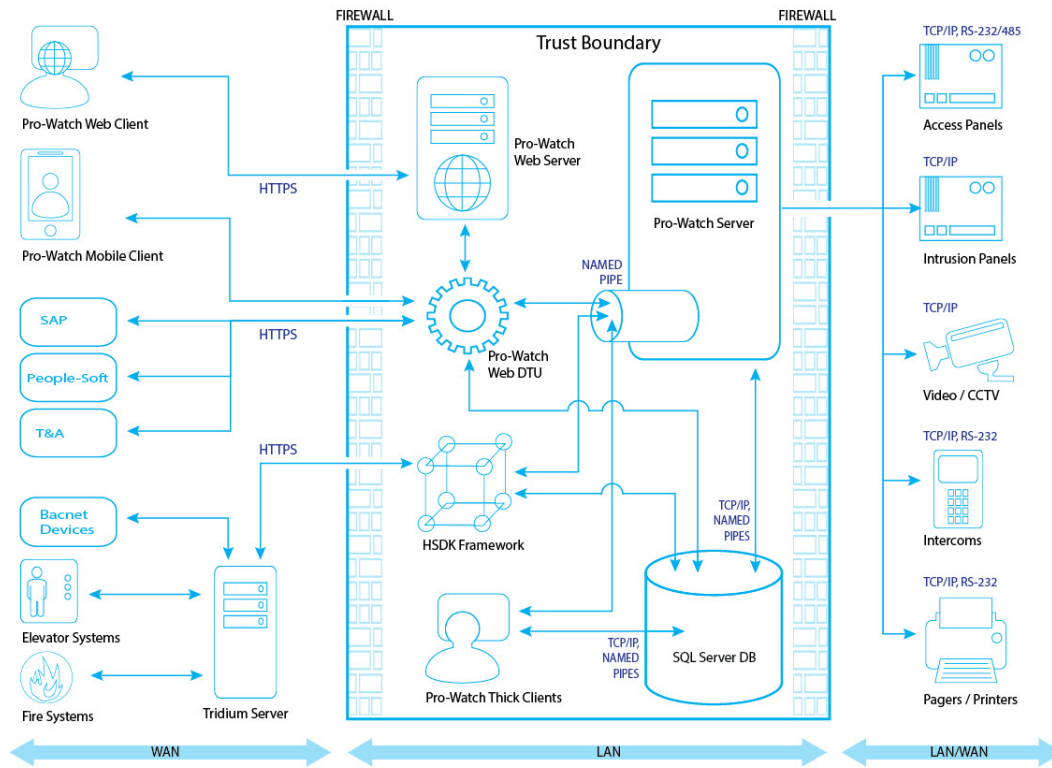 FIREWALL
FIREWALL
Trust Boundary
Pro-Watch Web Client
HTTPS
Pro-Watch Mobile Client
SAP
HTTPS
People-Soft
T&A
HTTPS
Bacnet
Devices
Elevator Systems
Fire Systems
Tridium Server
Pro-Watch
Web Server
Pro-Watch Server
NAMED
PIPE
Pro-Watch
Web DTU
HSDK Framework
TCP/IP,
NAMED
PIPES
Pro-Watch Thick Clients
TCP/IP,
NAMED
PIPES
SQL Server DB
TCP/IP, RS-232/485
Access Panels
TCP/IP
Intrusion Panels
TCP/IP
Video / CCTV
TCP/IP, RS-232
Intercoms
TCP/IP, RS-232
Pagers / Printers
WAN
LAN
LAN/WAN